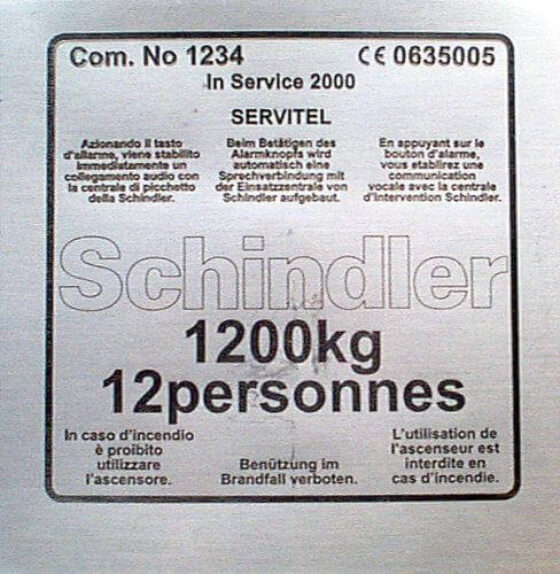 Com. No 1234
CE 0635005
In Service 2000
SERVITEL
Azionando il tasto
d'allarme, viene stabilito
immediatamente un
collegamento audio con
la centrale di picchetto
della Schindler.
Beim Betätigen des
Alarmknopfs wird
automatisch eine
Sprechverbindung mit
der Einsatzzentrale von
Schindler aufgebaut.
En appuyant sur le
bouton d'alarme,
vous etablirez une
communication
vocale avec la centrale
d'intervention Schindler.
Schindler
1200kg
12personnes
In caso d'incendio
è proibito
utilizzare
l'ascensore.
Benützung im
Brandfall verboten.
L'utilisation de
l'ascenseur est
interdite en
cas d'incendie.